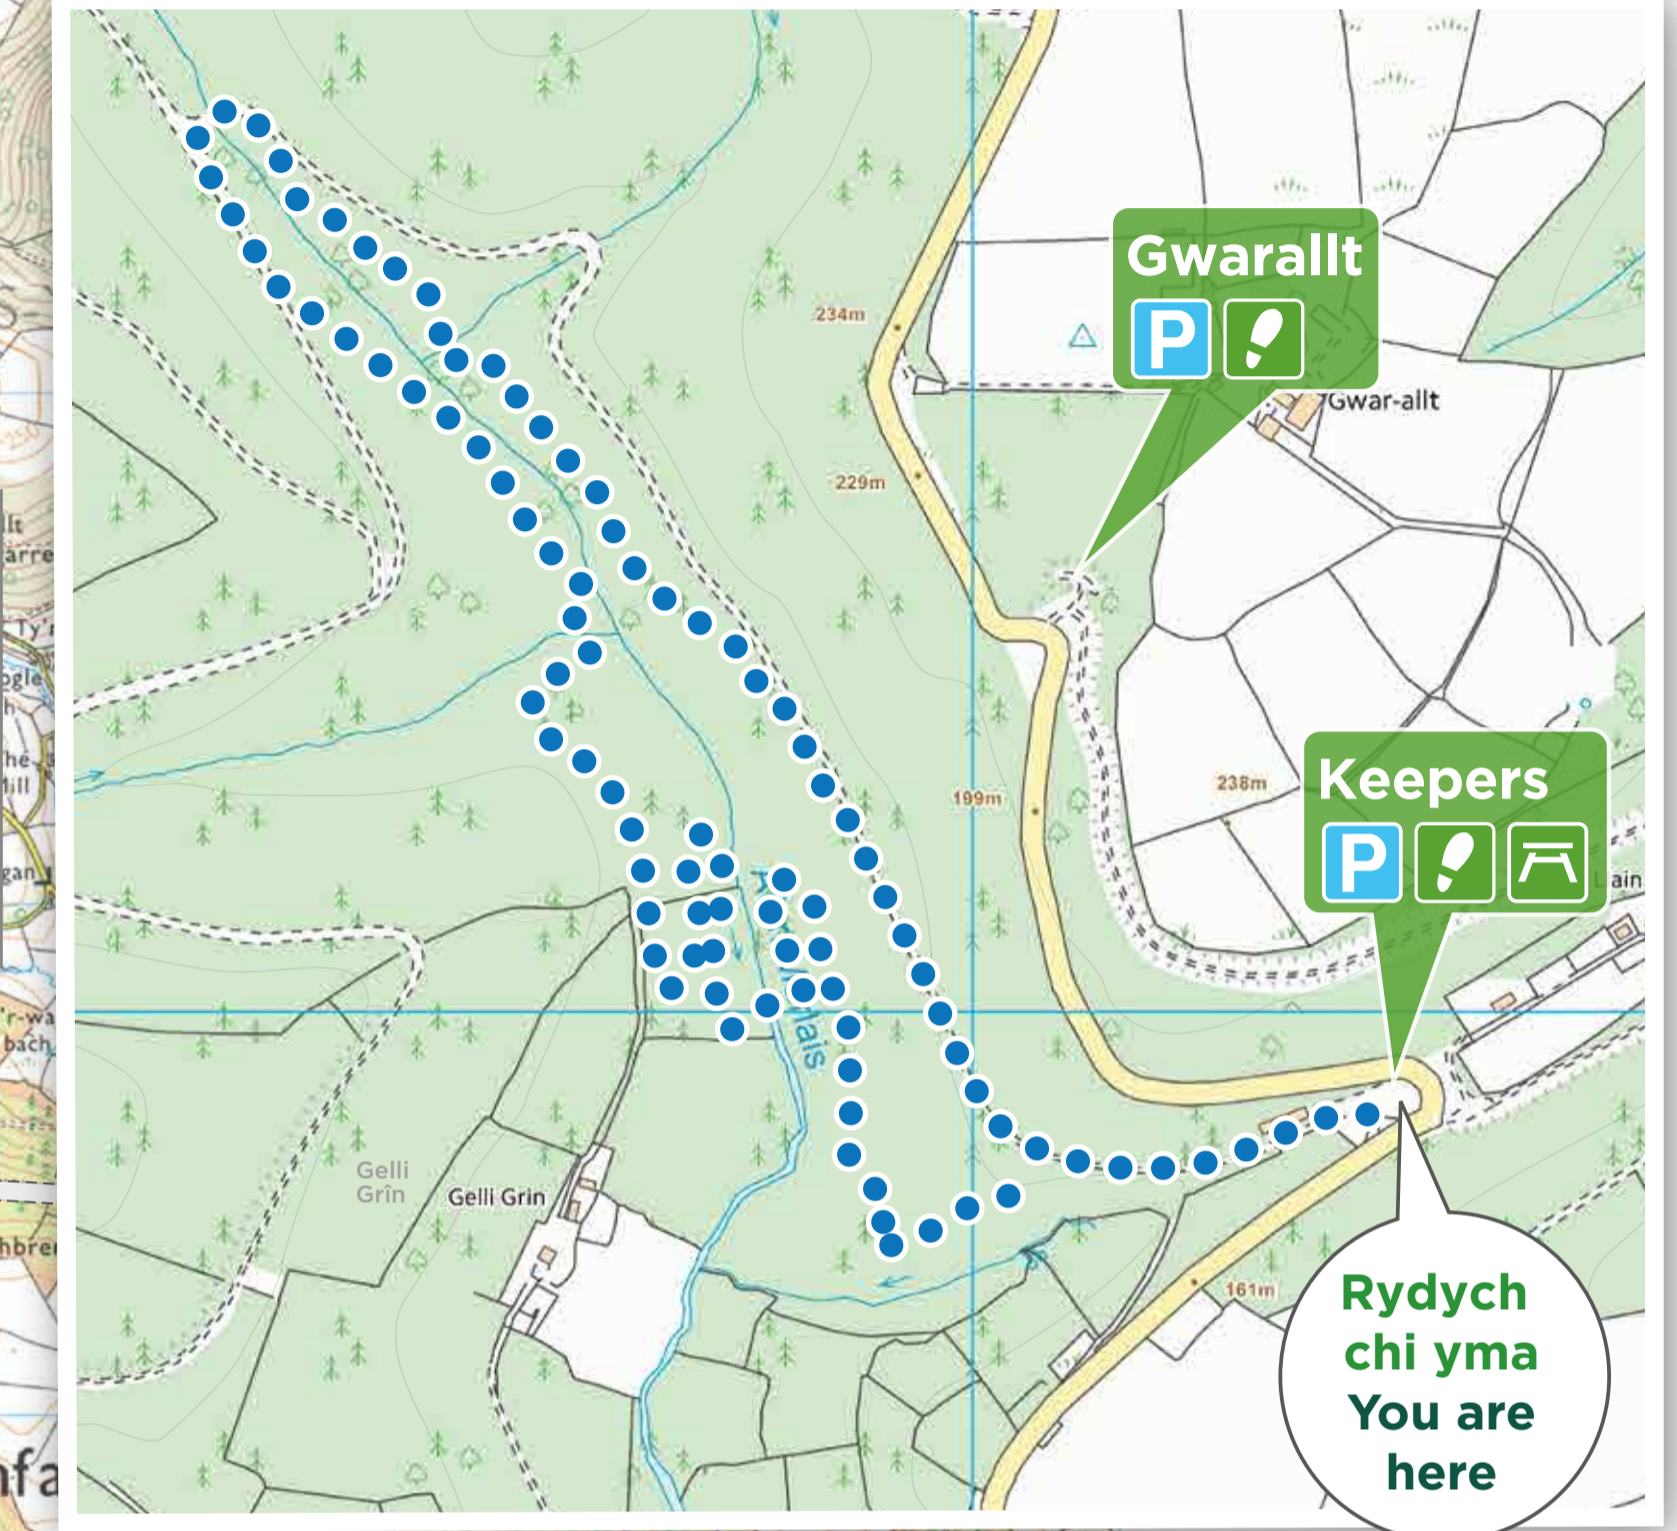 Gwarallt
P
234m
Gwar-allt
229m
Keepers
P
238m
199m
Gelli
Grîn
Gelli Grin
161m
Rydych
chi yma
You are
here